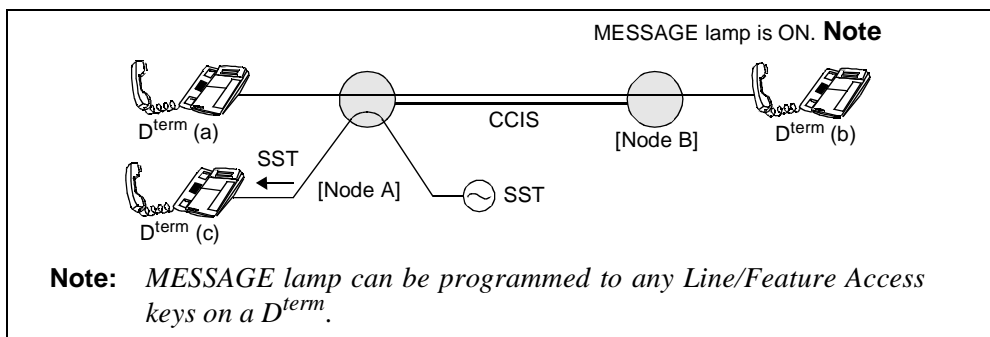 MESSAGE lamp is ON. Note
Dterm (a)
CCIS
[Node B]
Dterm (b)
SST
[Node A]
SST
Dterm (c)
Note: MESSAGE lamp can be programmed to any Line/Feature Access
keys on a Dterm.